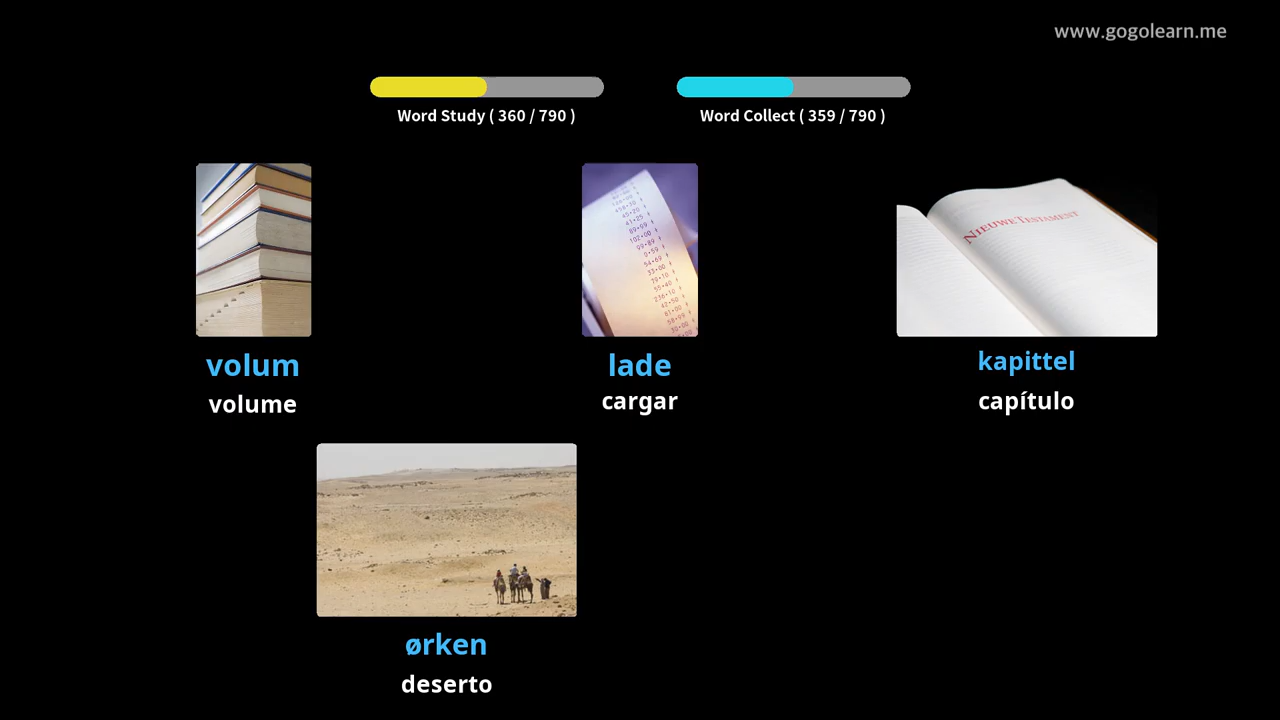 www.gogolearn.me
Word Study ( 360 / 790 )
Word Collect ( 359 / 790 )
NIEUWE TESTAMENT
volum
volume
lade
cargar
kapittel
capítulo
ørken
deserto